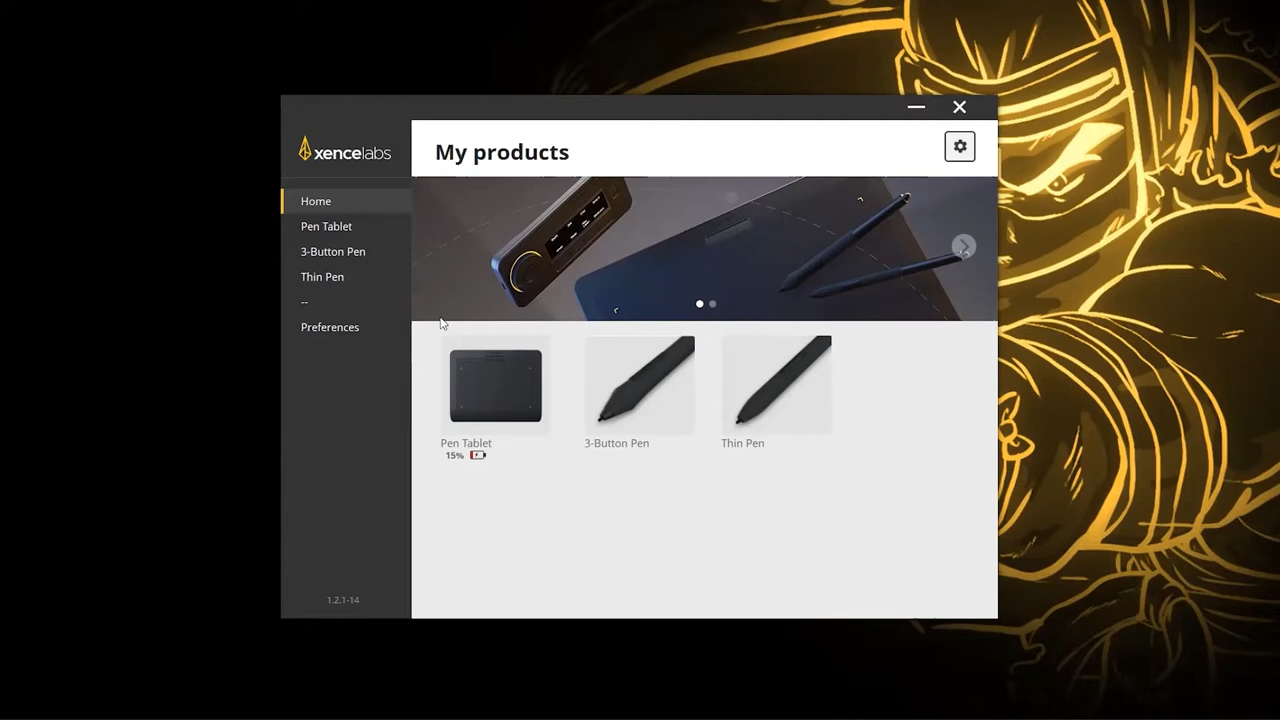 xencelabs
My products
Home
Pen Tablet
3-Button Pen
Thin Pen
--
Preferences
Pen Tablet
15%
3-Button Pen
Thin Pen
1.2.1-14